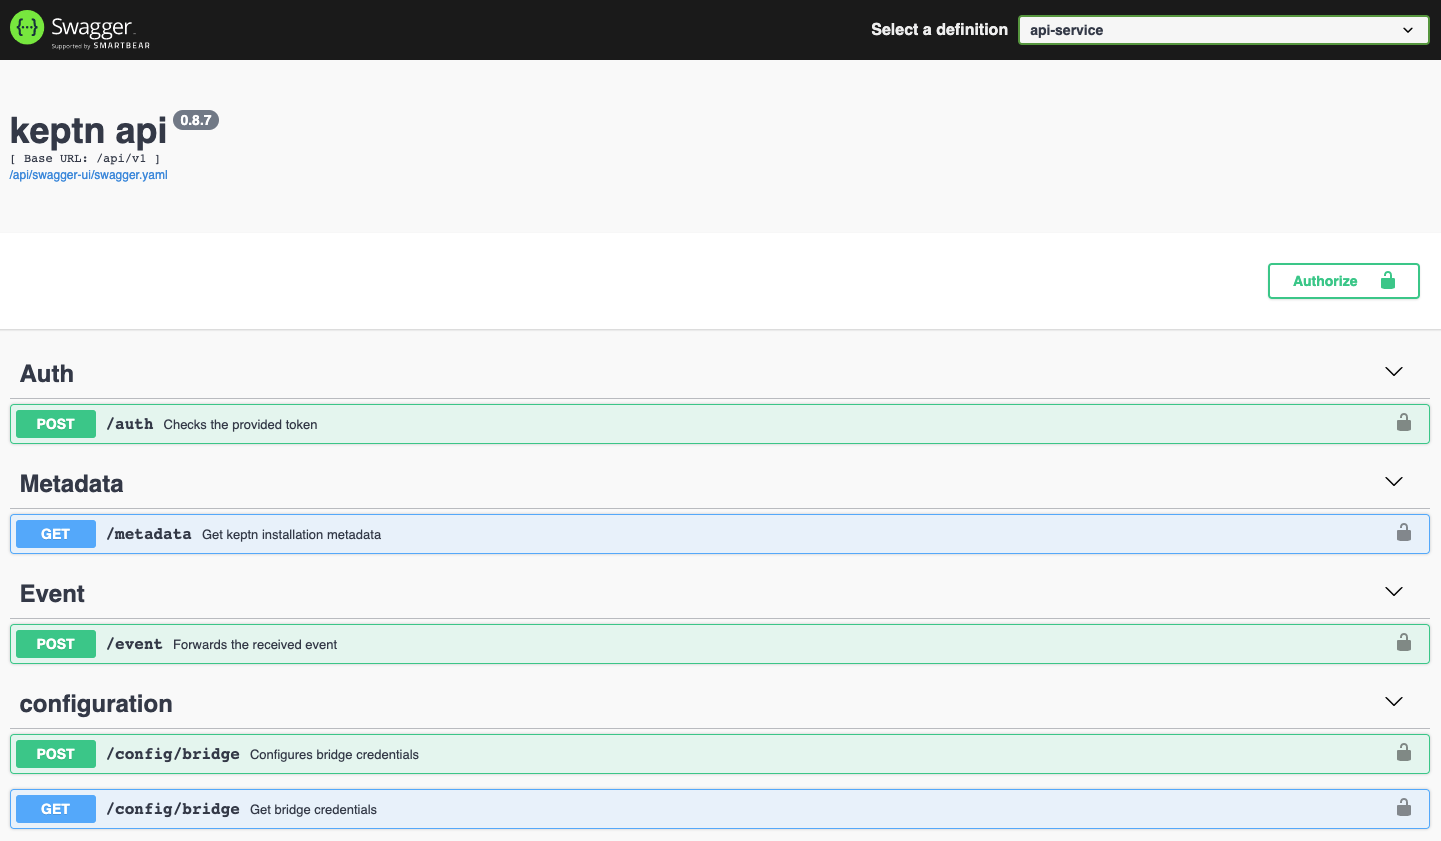 {···} Swagger
Supported by SMARTBEAR
Select a definition
api-service
keptn api 0.8.7
[ Base URL: /api/v1 ]
/api/swagger-ui/swagger.yaml
Authorize
Auth
POST /auth Checks the provided token
Metadata
GET /metadata Get keptn installation metadata
Event
POST /event Forwards the received event
configuration
POST /config/bridge Configures bridge credentials
GET /config/bridge Get bridge credentials